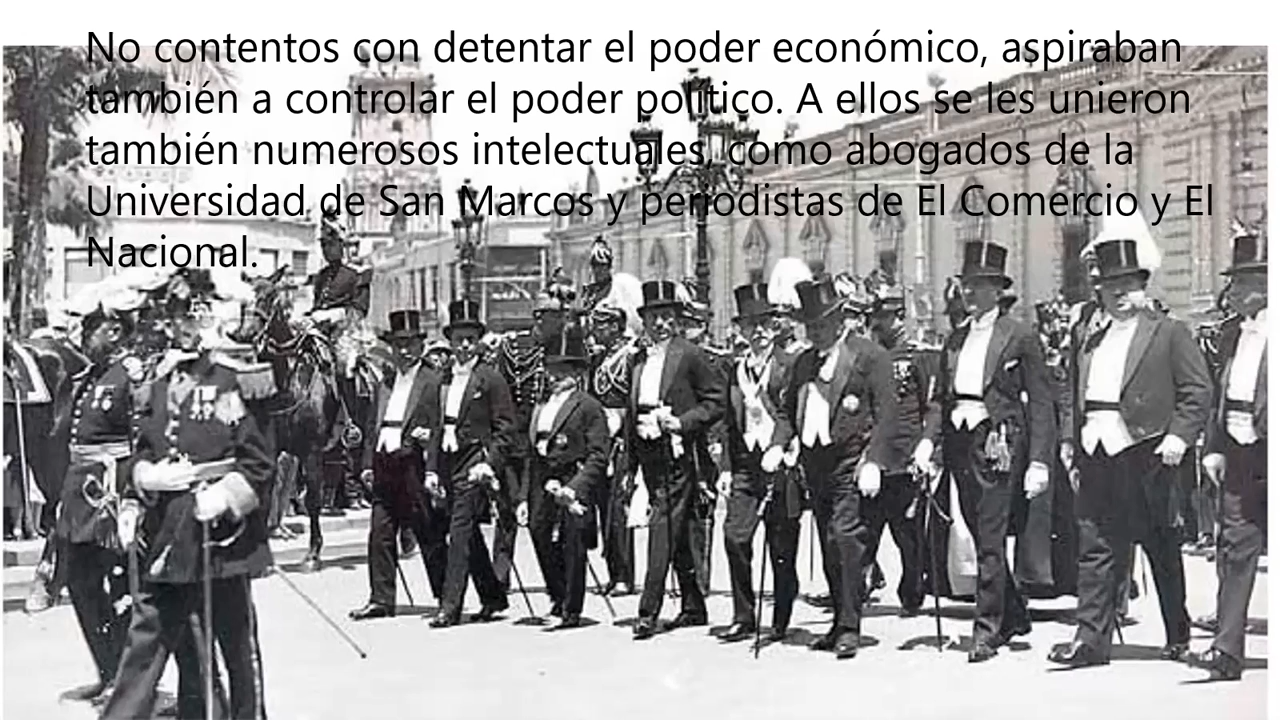 No contentos con detentar el poder económico, aspiraban
también a controlar el poder político. A ellos se les unieron
también numerosos intelectuales, como abogados de la
Universidad de San Marcos y periodistas de El Comercio y El
Nacional.